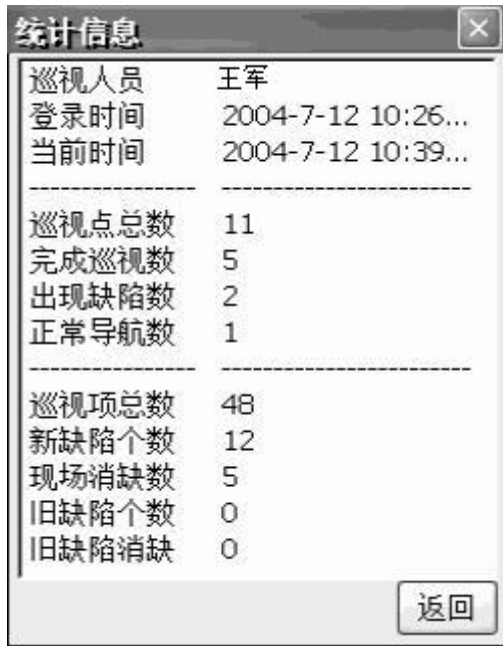 统计信息
巡视人员 王军
登录时间 2004-7-12 10:26...
当前时间 2004-7-12 10:39...
---------------- ------------------------
巡视点总数 11
完成巡视数 5
出现缺陷数 2
正常导航数 1
---------------- ------------------------
巡视项总数 48
新缺陷个数 12
现场消缺数 5
旧缺陷个数 0
旧缺陷消缺 0
返回